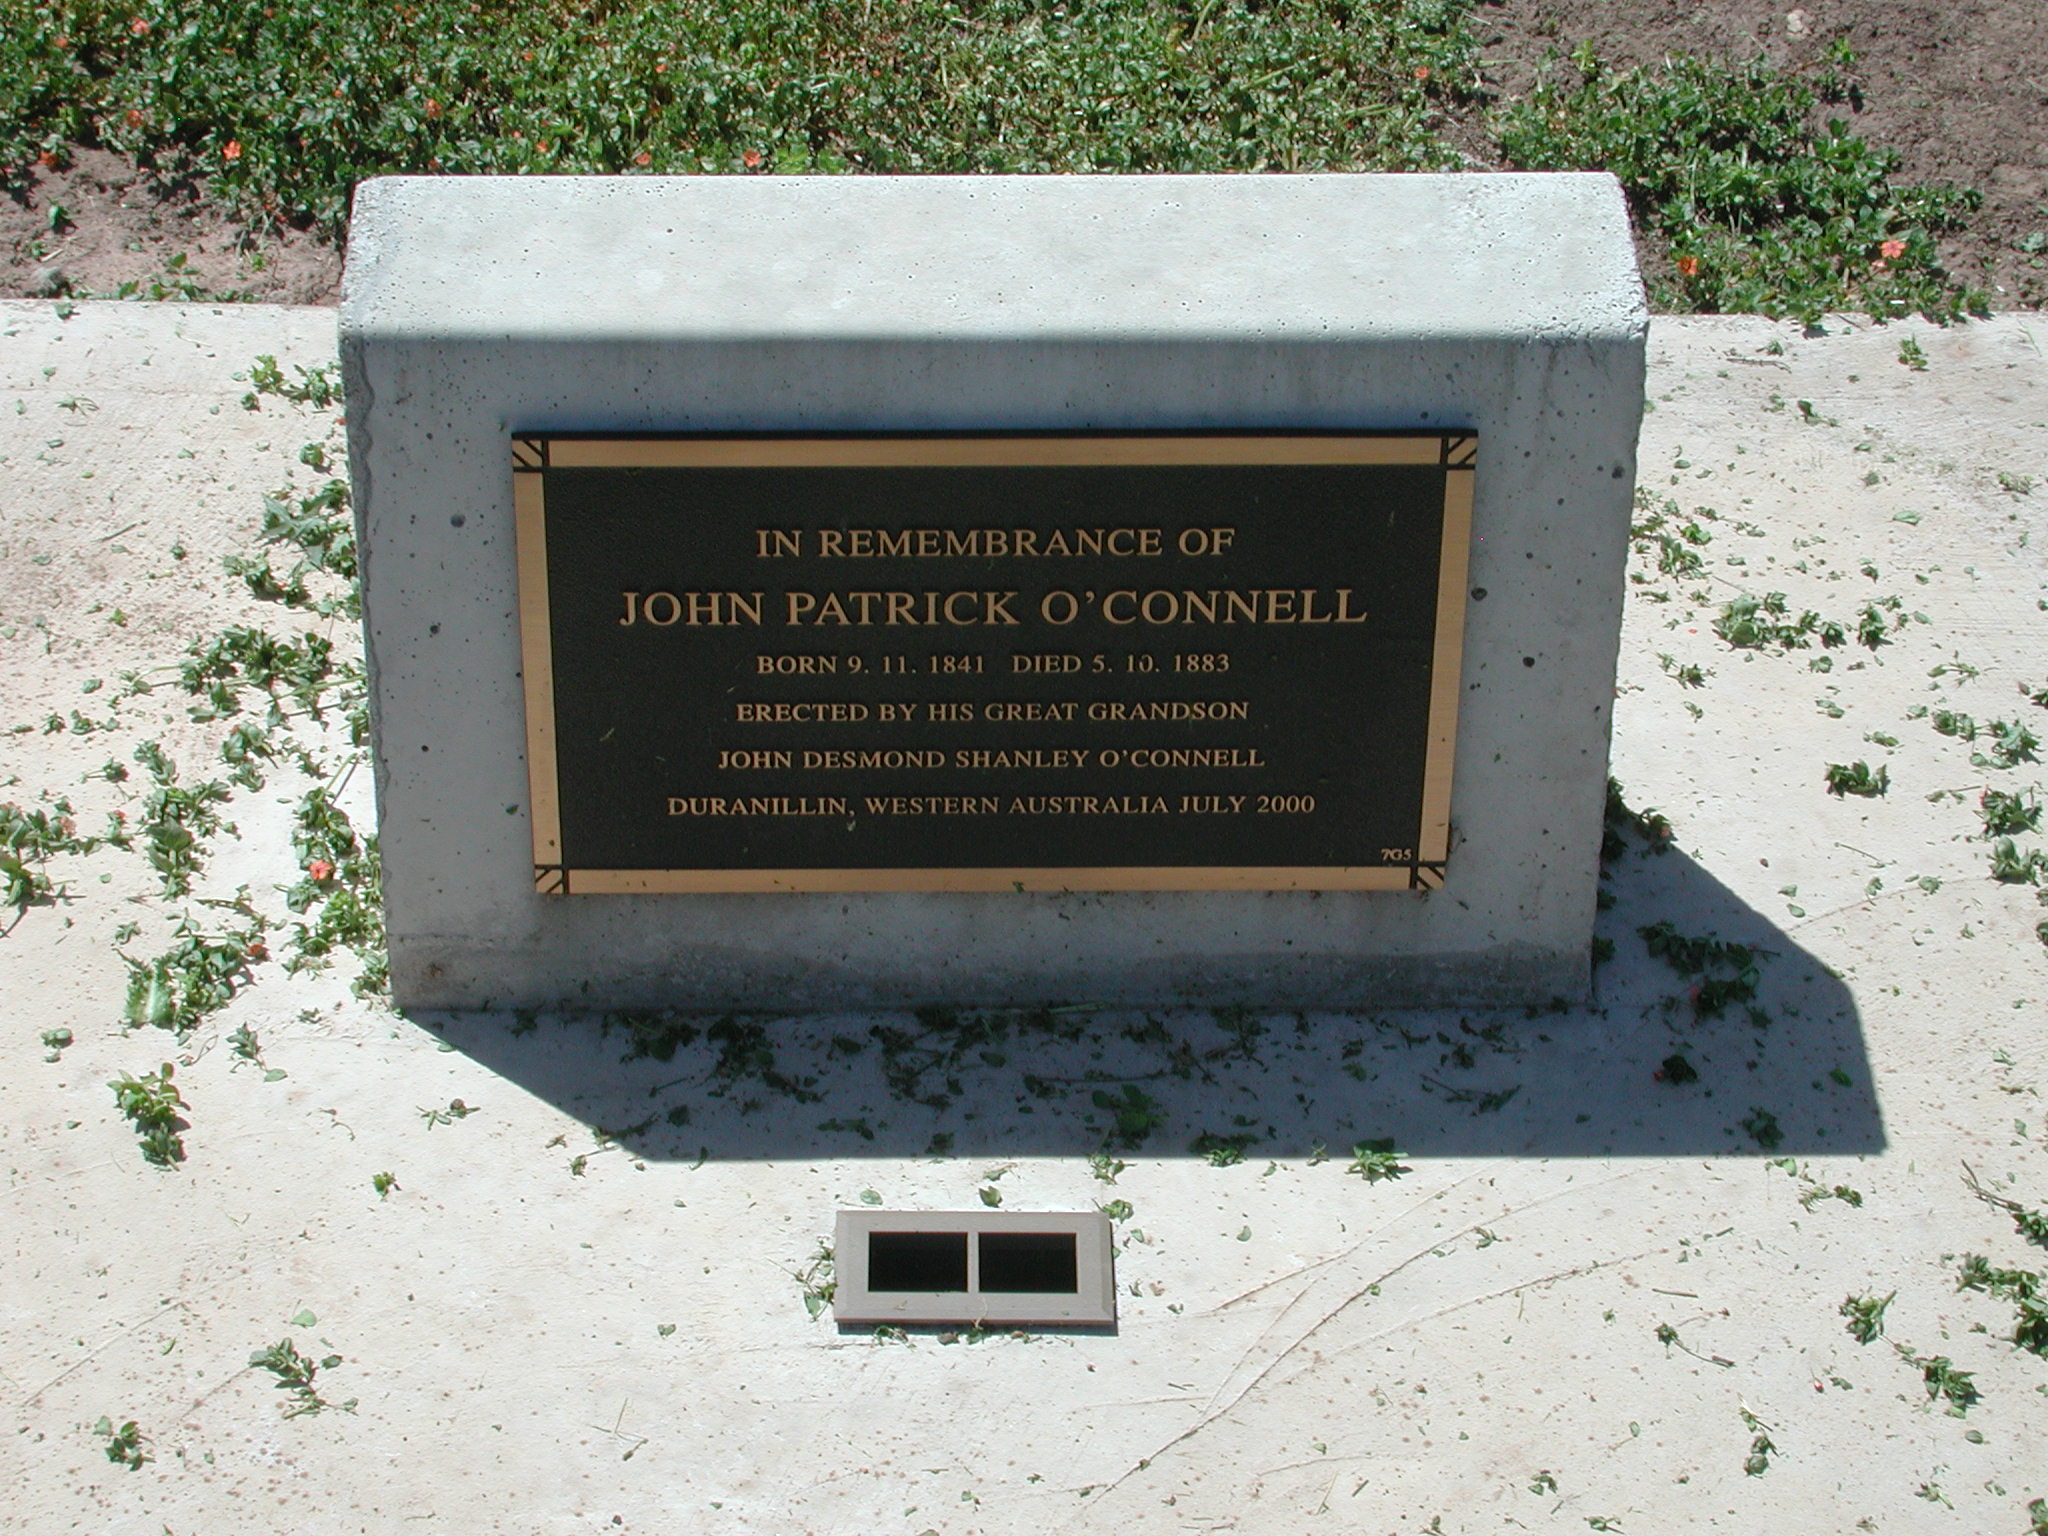 IN REMEMBRANCE OF
JOHN PATRICK O'CONNELL
BORN 9. 11. 1841 DIED 5. 10. 1883
ERECTED BY HIS GREAT GRANDSON
JOHN DESMOND SHANLEY O'CONNELL
DURANILLIN, WESTERN AUSTRALIA JULY 2000
7G5